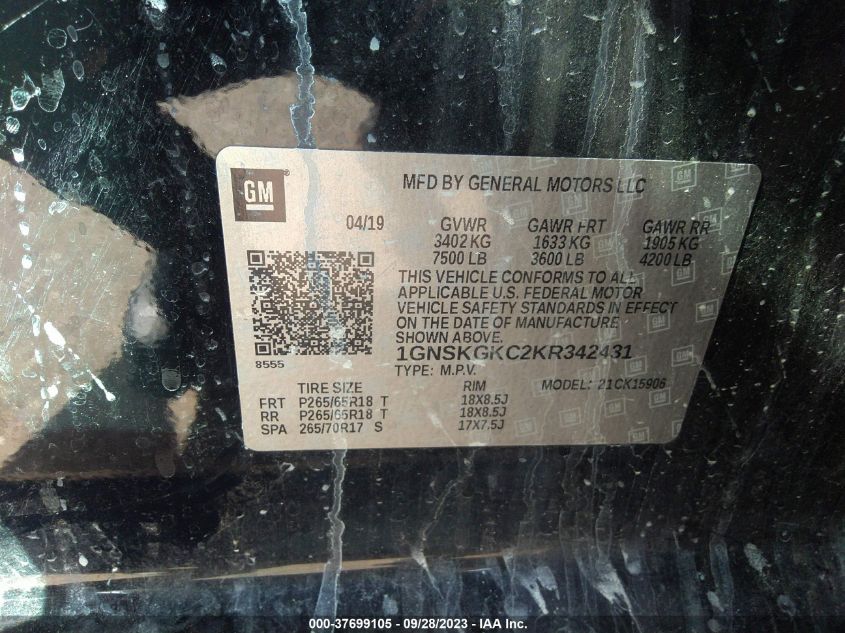 GM
MFD BY GENERAL MOTORS LLC
04/19 GVWR GAWR FRT GAWR RR
3402 KG 1633 KG 1905 KG
7500 LB 3600 LB 4200 LB
THIS VEHICLE CONFORMS TO ALL
APPLICABLE U.S. FEDERAL MOTOR
VEHICLE SAFETY STANDARDS IN EFFECT
ON THE DATE OF MANUFACTURE
SHOWN ABOVE.
8555
1GNSKGKC2KR342431
TYPE: M.P.V. MODEL: 21CK15906
TIRE SIZE RIM
FRT P265/65R18 T 18X8.5J
RR P265/65R18 T 18X8.5J
SPA 265/70R17 S 17X7.5J
000-37699105 - 09/28/2023 - IAA Inc.